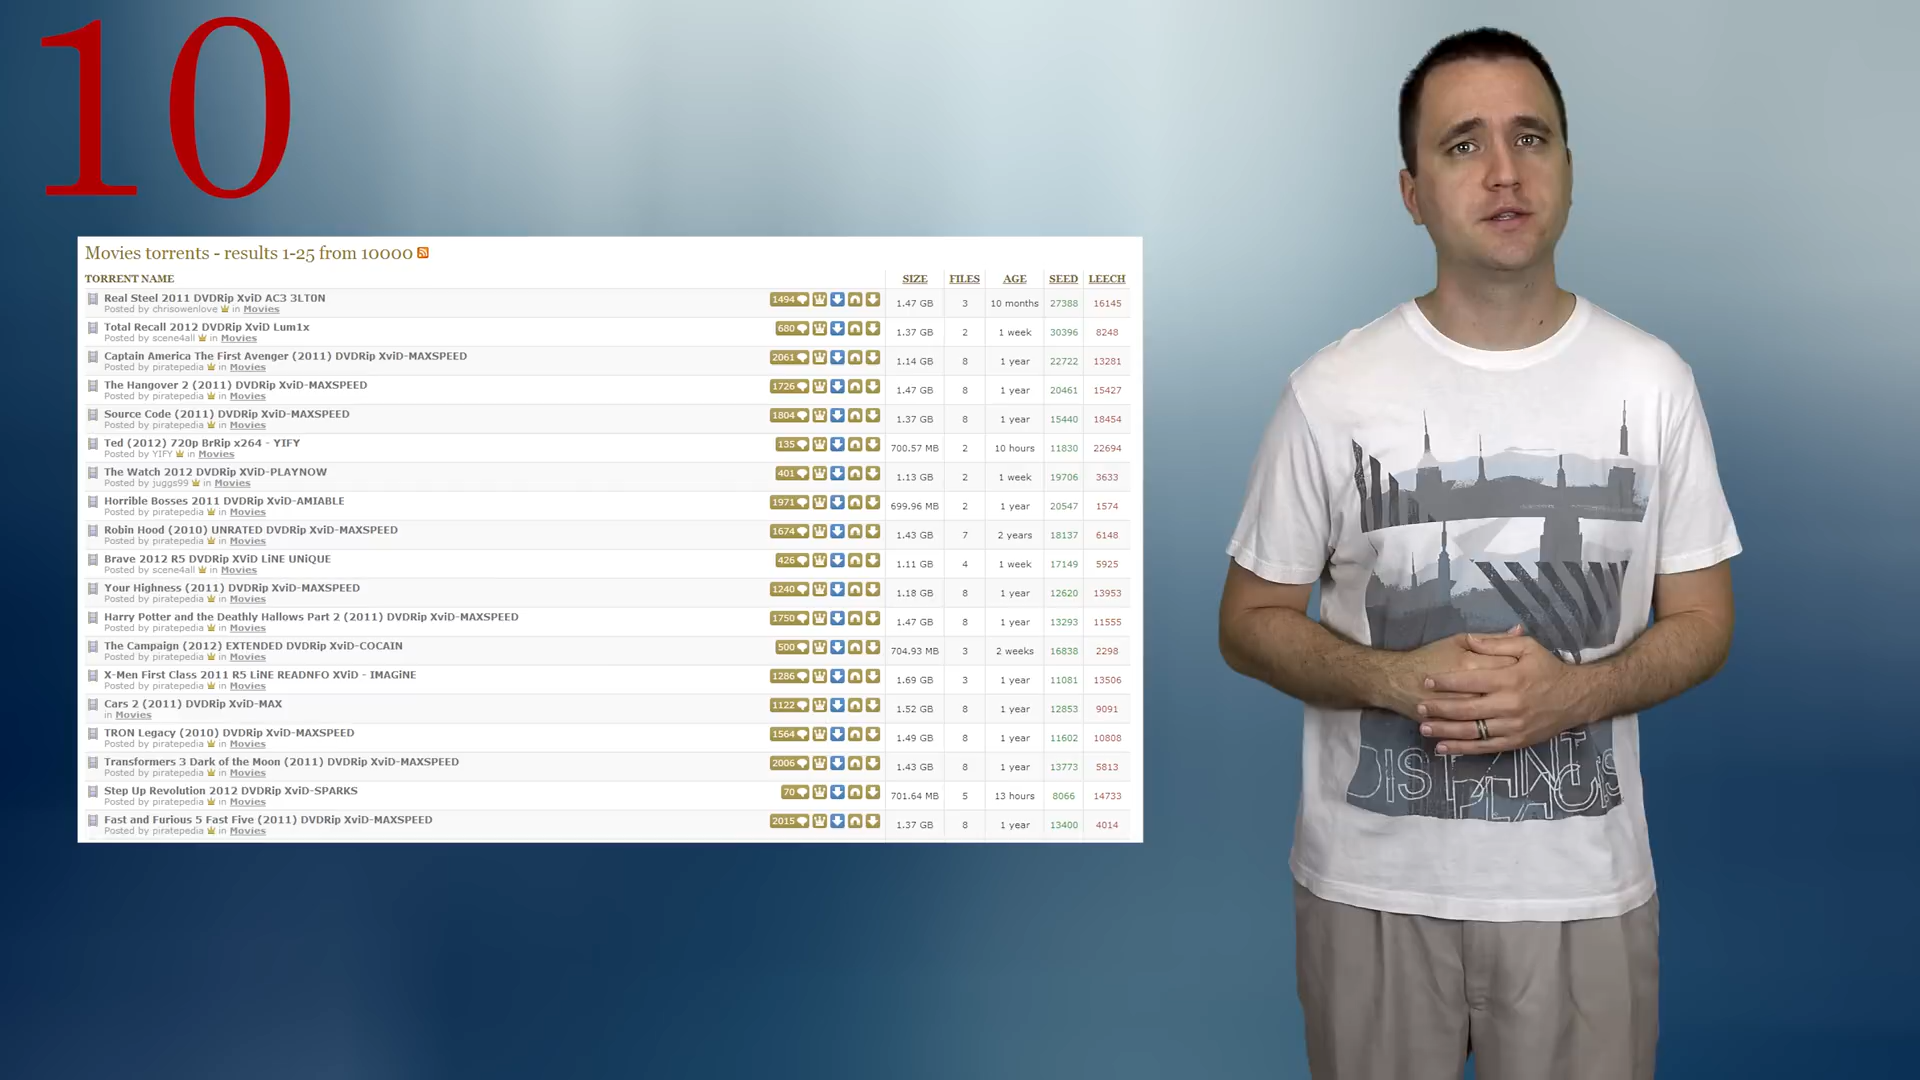 10
Movies torrents - results 1-25 from 10000
TORRENT NAME SIZE FILES AGE SEED LEECH
Real Steel 2011 DVDRip XviD AC3 3LT0N 1494 1.47 GB 3 10 months 27388 16145
Posted by chrisowenlove in Movies
Total Recall 2012 DVDRip XviD Lum1x 680 1.37 GB 2 1 week 30396 8248
Posted by scene4all in Movies
Captain America The First Avenger (2011) DVDRip XviD-MAXSPEED 2061 1.14 GB 8 1 year 22722 13281
Posted by piratepedia in Movies
The Hangover 2 (2011) DVDRip XviD-MAXSPEED 1726 1.47 GB 8 1 year 20461 15427
Posted by piratepedia in Movies
Source Code (2011) DVDRip XviD-MAXSPEED 1804 1.37 GB 8 1 year 15440 18454
Posted by piratepedia in Movies
Ted (2012) 720p BrRip x264 - YIFY 135 700.57 MB 2 10 hours 11830 22694
Posted by YIFY in Movies
The Watch 2012 DVDRip XViD-PLAYNOW 401 1.13 GB 2 1 week 19706 3633
Posted by juggs99 in Movies
Horrible Bosses 2011 DVDRip XviD-AMIABLE 1971 699.96 MB 2 1 year 20547 1574
Posted by piratepedia in Movies
Robin Hood (2010) UNRATED DVDRip XviD-MAXSPEED 1674 1.43 GB 7 2 years 18137 6148
Posted by piratepedia in Movies
Brave 2012 R5 DVDRip XViD LiNE UNiQUE 426 1.11 GB 4 1 week 17149 5925
Posted by scene4all in Movies
Your Highness (2011) DVDRip XviD-MAXSPEED 1240 1.18 GB 8 1 year 12620 13953
Posted by piratepedia in Movies
Harry Potter and the Deathly Hallows Part 2 (2011) DVDRip XviD-MAXSPEED 1750 1.47 GB 8 1 year 13293 11555
Posted by piratepedia in Movies
The Campaign (2012) EXTENDED DVDRip XviD-COCAIN 500 704.93 MB 3 2 weeks 16838 2298
Posted by piratepedia in Movies
X-Men First Class 2011 R5 LiNE READNFO XViD - IMAGiNE 1286 1.69 GB 3 1 year 11081 13506
Posted by piratepedia in Movies
Cars 2 (2011) DVDRip XviD-MAX 1122 1.52 GB 8 1 year 12853 9091
in Movies
TRON Legacy (2010) DVDRip XviD-MAXSPEED 1564 1.49 GB 8 1 year 11602 10808
Posted by piratepedia in Movies
Transformers 3 Dark of the Moon (2011) DVDRip XviD-MAXSPEED 2006 1.43 GB 8 1 year 13773 5813
Posted by piratepedia in Movies
Step Up Revolution 2012 DVDRip XviD-SPARKS 70 701.64 MB 5 13 hours 8066 14733
Posted by piratepedia in Movies
Fast and Furious 5 Fast Five (2011) DVDRip XviD-MAXSPEED 2015 1.37 GB 8 1 year 13400 4014
Posted by piratepedia in Movies
DISTANT
PLACES